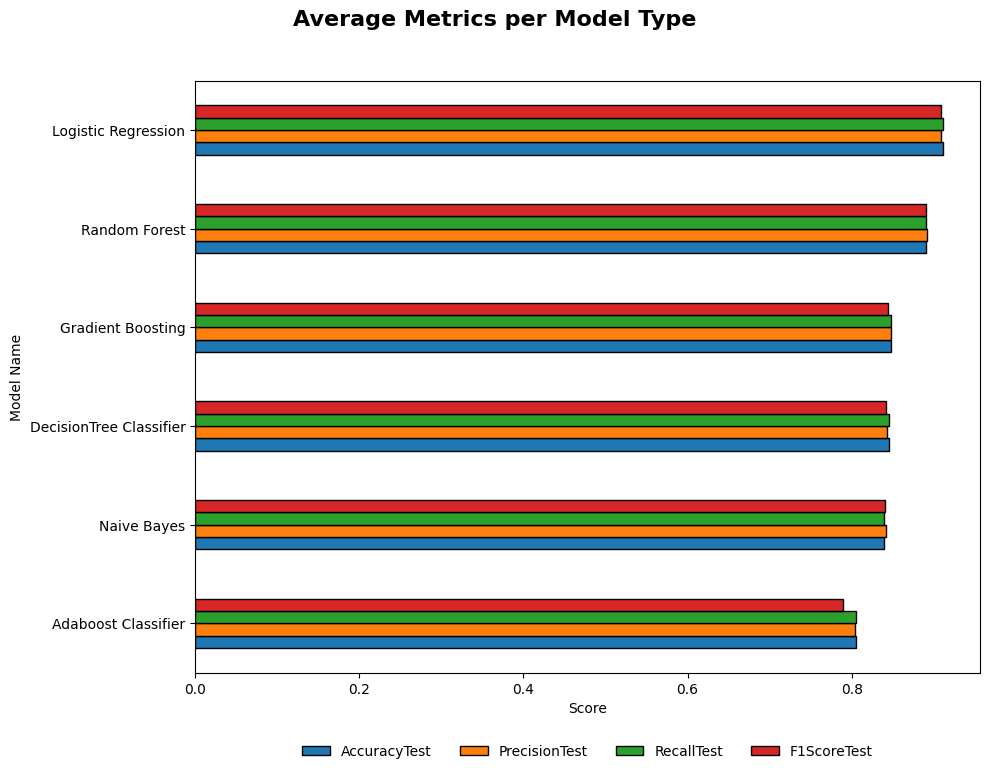 Average Metrics per Model Type
Logistic Regression
Random Forest
Gradient Boosting
DecisionTree Classifier
Naive Bayes
Adaboost Classifier
Model Name
0.0 0.2 0.4 0.6 0.8
Score
AccuracyTest PrecisionTest RecallTest F1ScoreTest